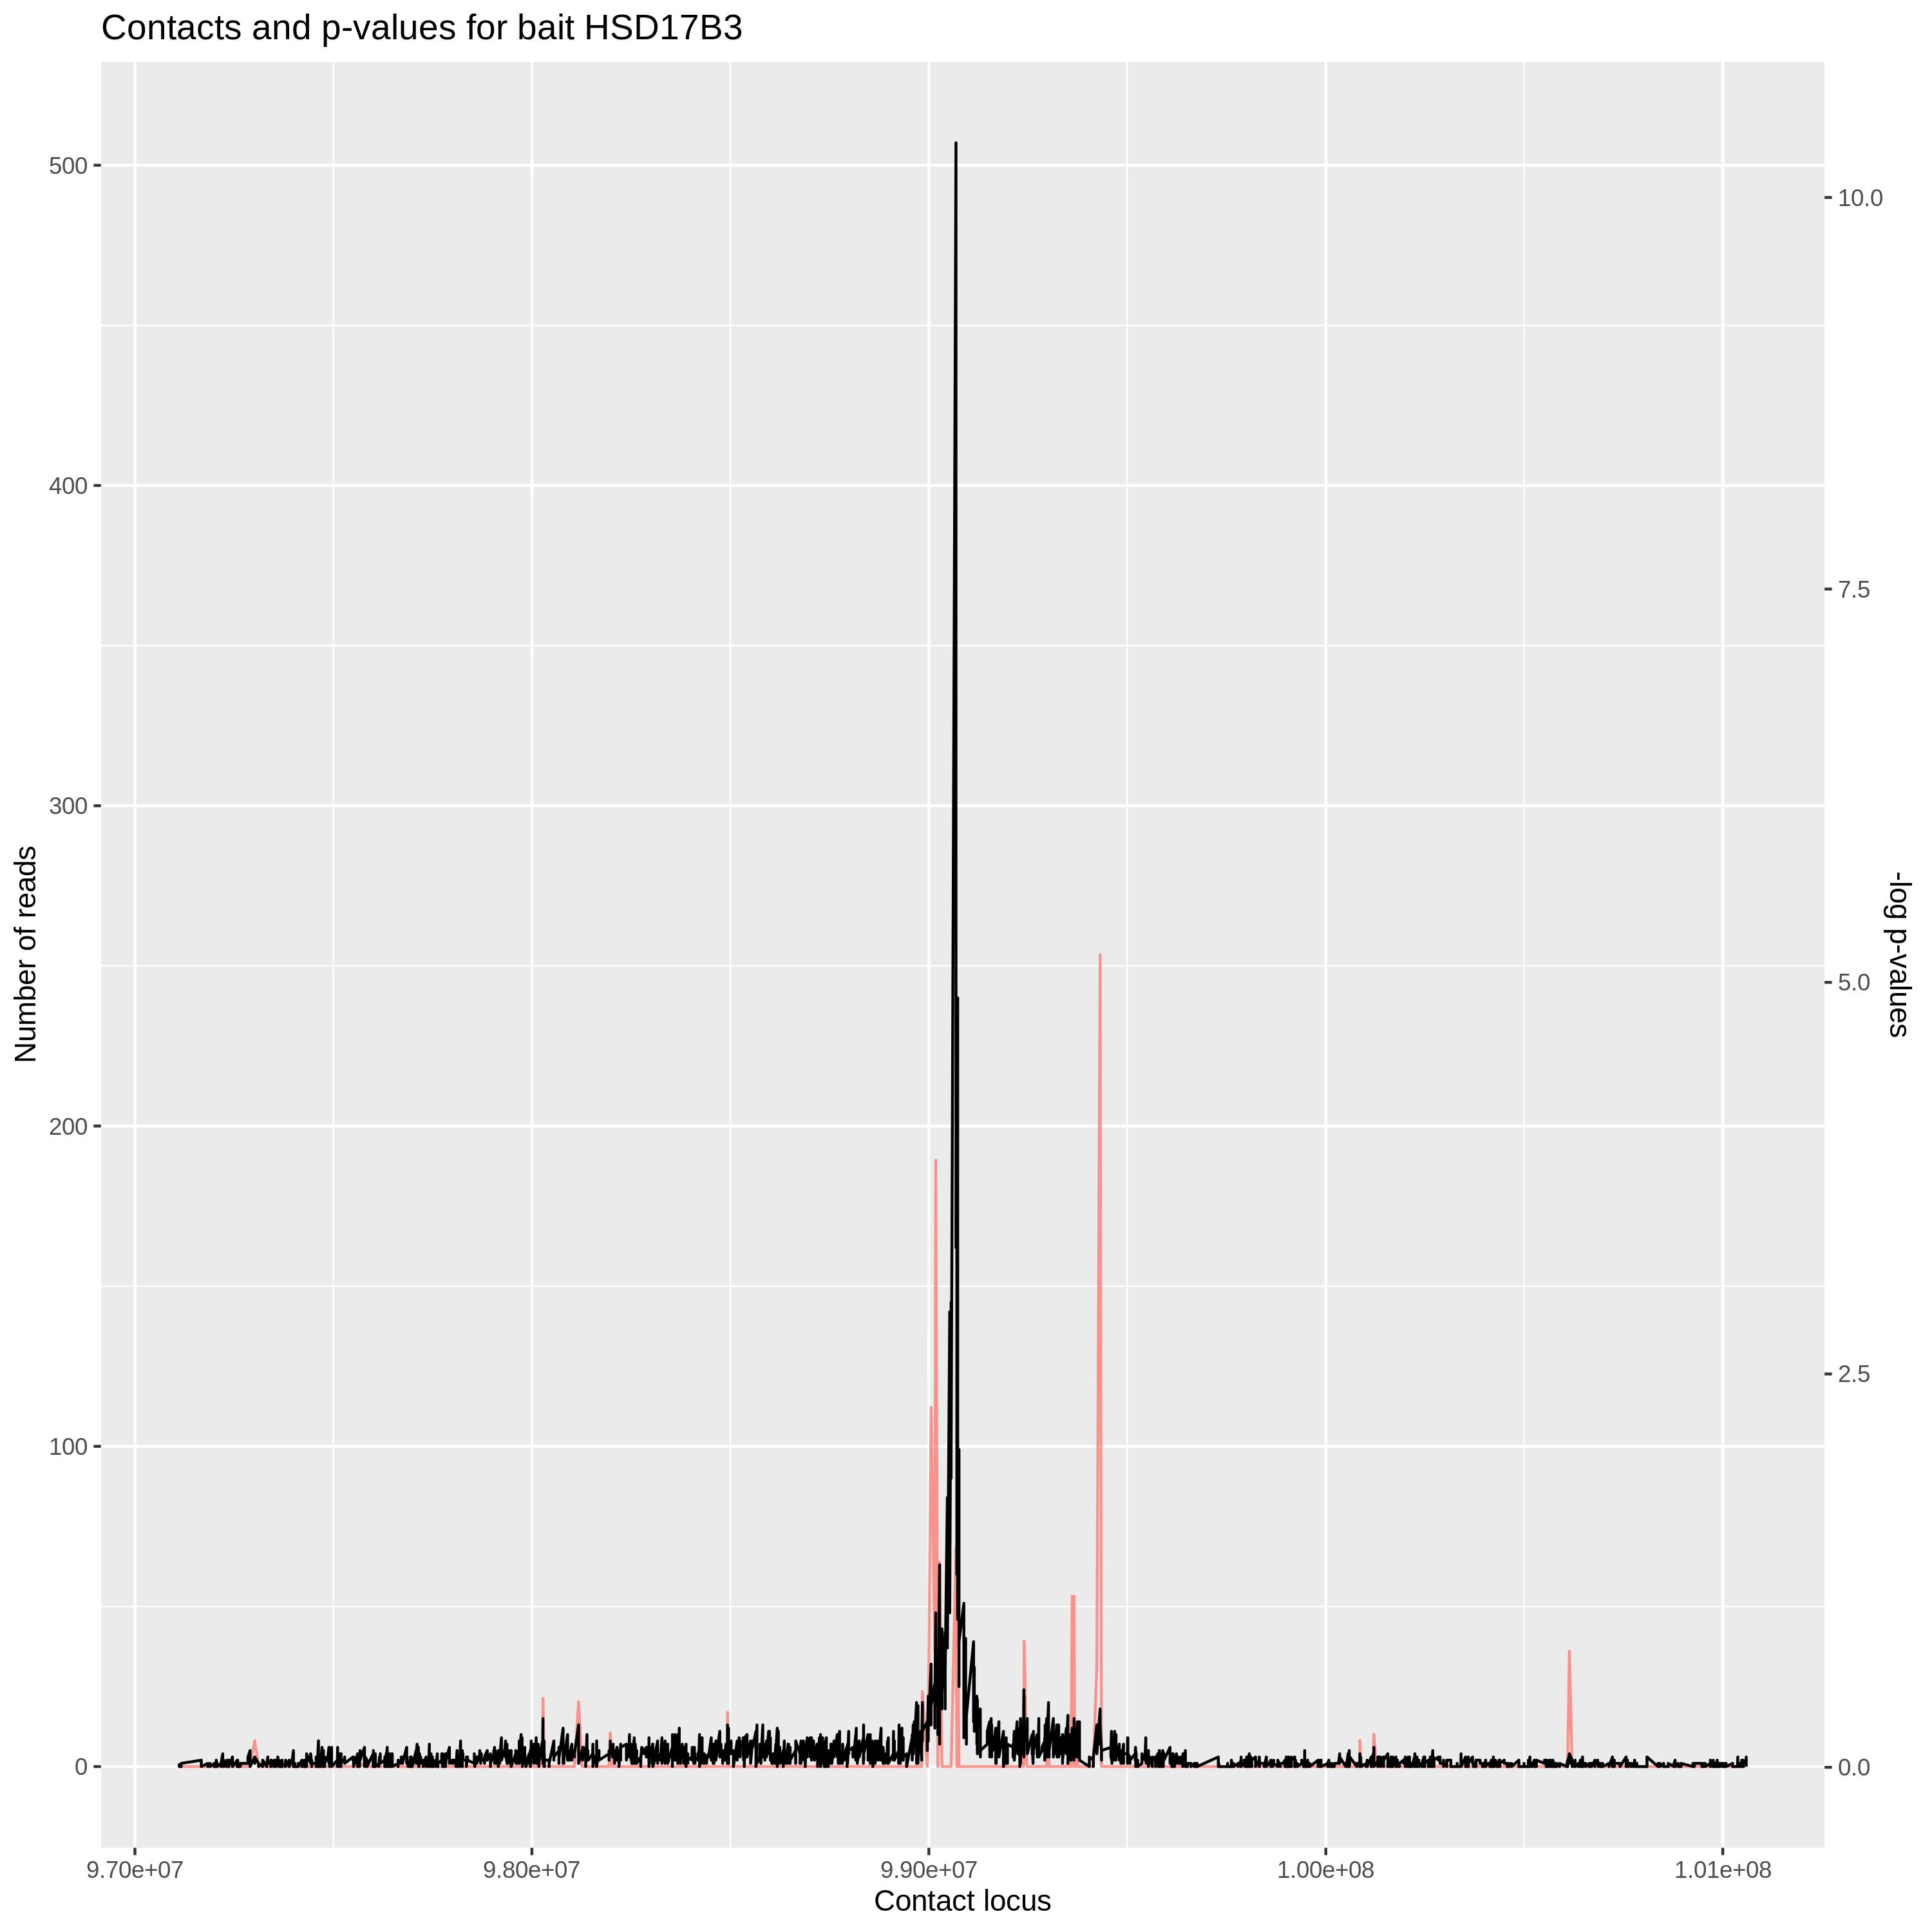 Contacts and p-values for bait HSD17B3
500
400
300
200
100
0
Number of reads
10.0
7.5
5.0
2.5
0.0
-log p-values
9.70e+07
9.80e+07
9.90e+07
1.00e+08
1.01e+08
Contact locus